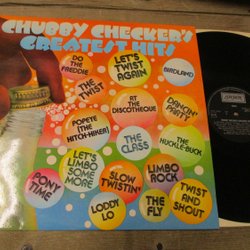 CHUBBY CHECKER'S
GREATEST HITS
DO
THE
FREDDIE
LET'S
TWIST
AGAIN
BIRDLAND
THE
TWIST
AT THE
DISCOTHEQUE
DANCIN'
PARTY
POPEYE
(THE
HITCH-HIKER)
THE
CLASS
THE
HUCKLE-BUCK
LET'S
LIMBO
SOME
MORE
LIMBO
ROCK
PONY
TIME
SLOW
TWISTIN'
TWIST
AND
SHOUT
LODDY
LO
THE
FLY
LONDON